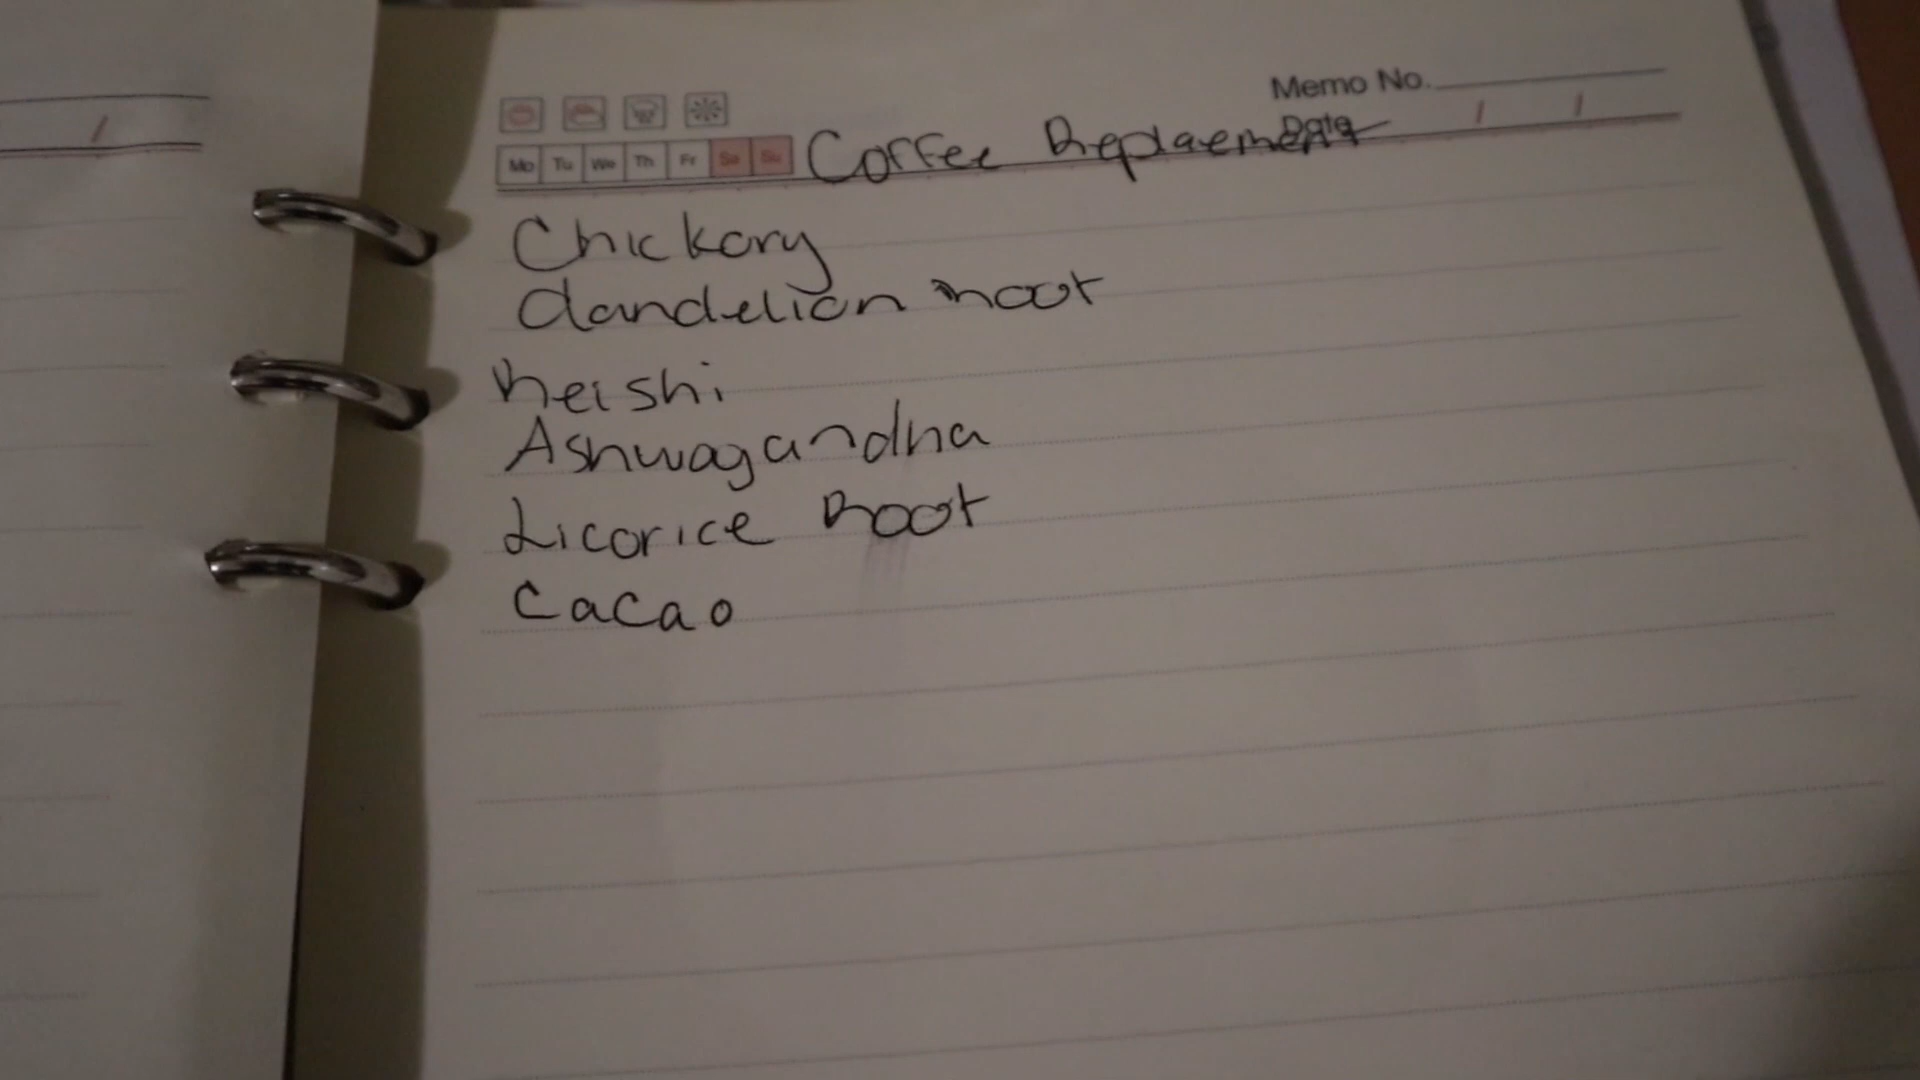 Memo No.
Mo Tu We Th Fr Sa Su Coffee Replaement Date / /
Chickory
dandelion root
Reishi
Ashwagandha
Licorice Root
Cacao